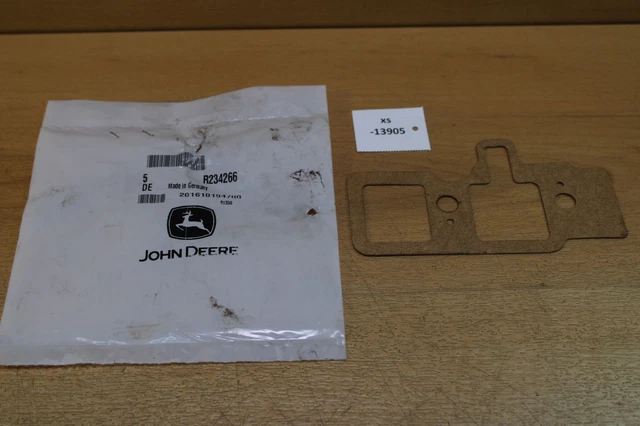 5 R234266
DE Made in Germany
JOHN DEERE
XS
-13905